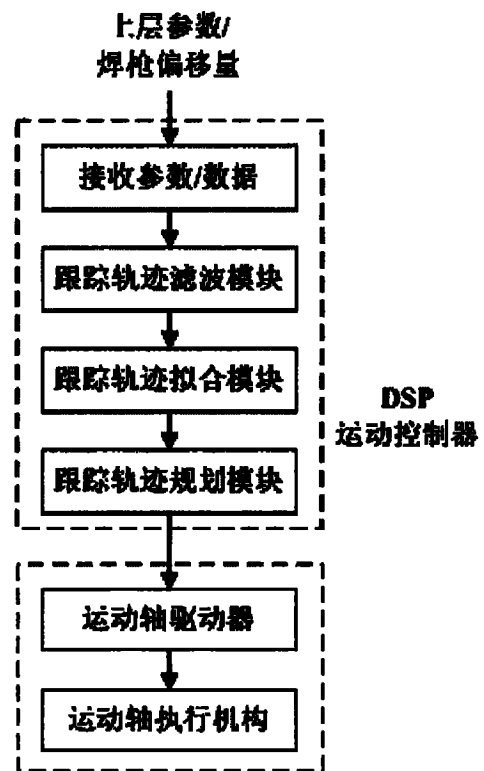 上层参数/
焊枪偏移量
接收参数/数据
跟踪轨迹滤波模块
跟踪轨迹拟合模块
跟踪轨迹规划模块
DSP
运动控制器
运动轴驱动器
运动轴执行机构